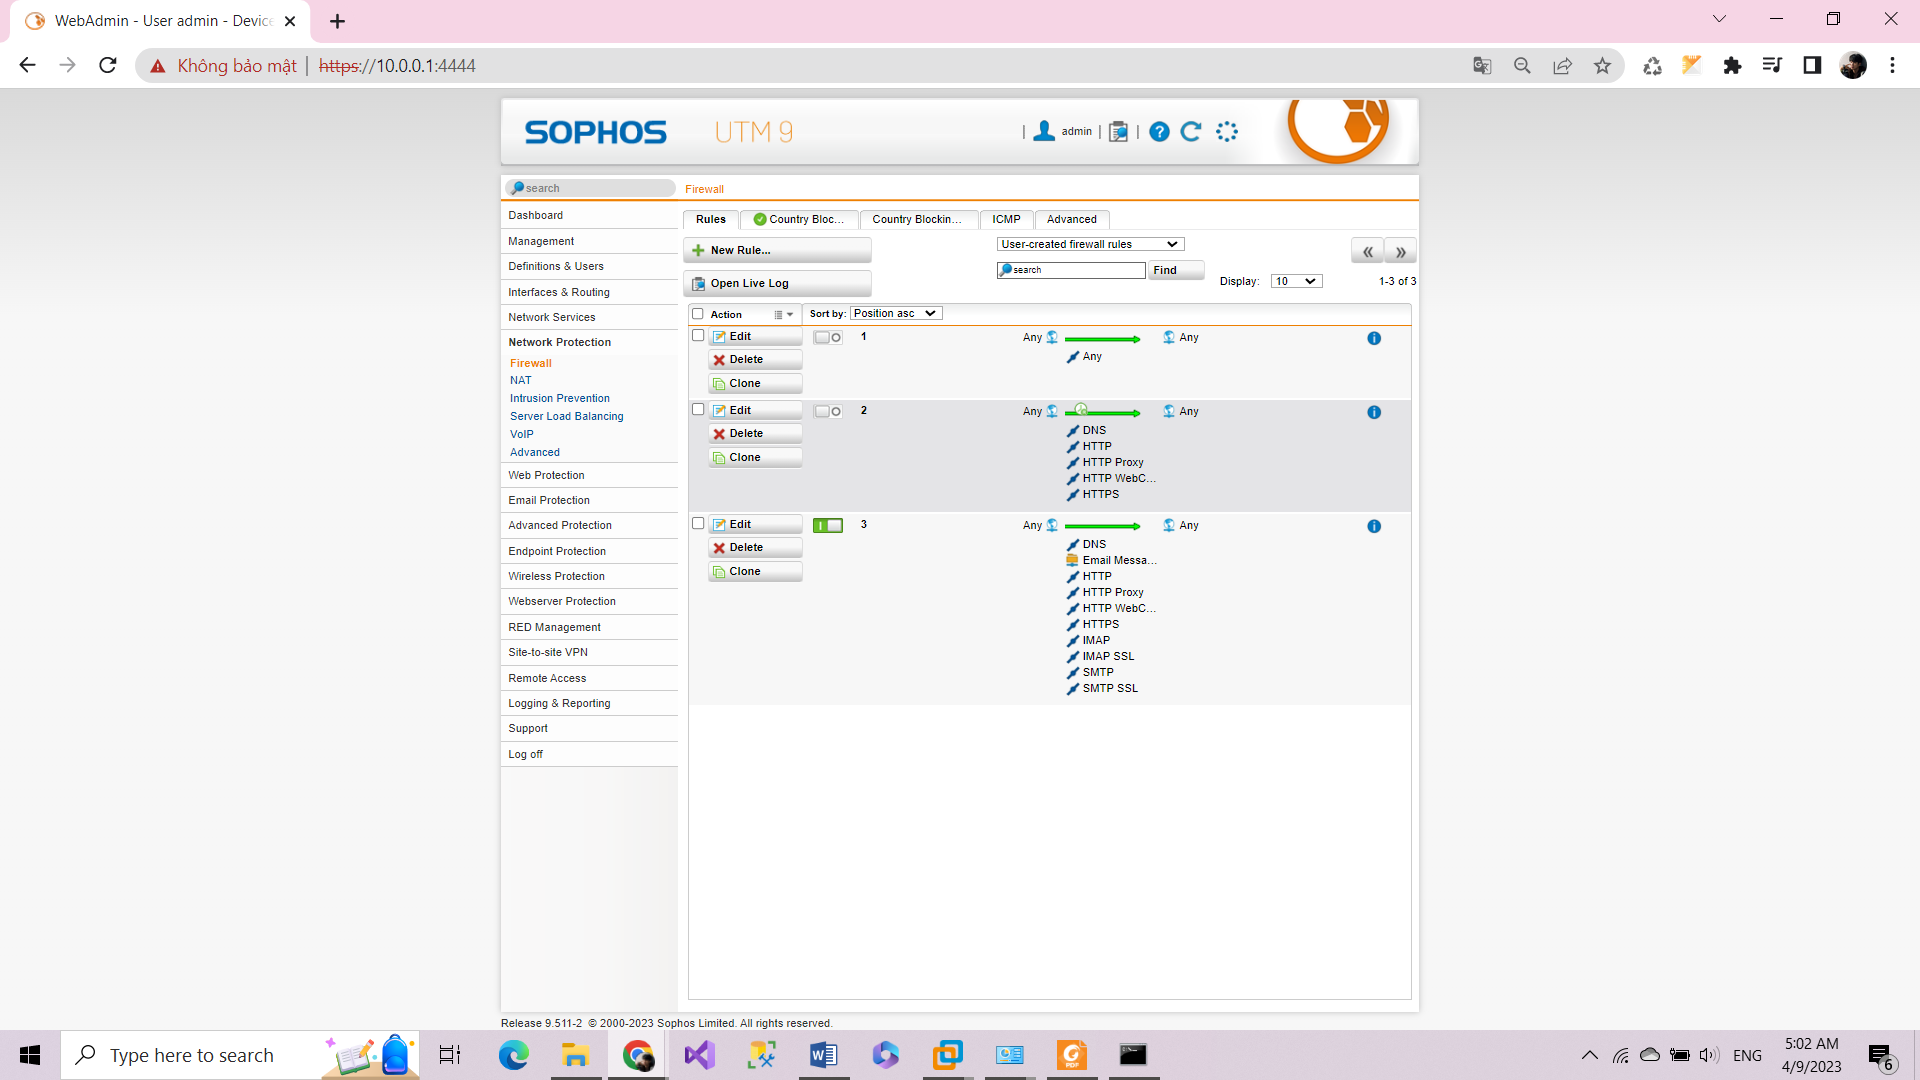 WebAdmin - User admin - Device
Không bảo mật | https://10.0.0.1:4444
SOPHOS UTM 9
| admin | |
search
Firewall
Dashboard
Management
Definitions & Users
Interfaces & Routing
Network Services
Network Protection
Firewall
NAT
Intrusion Prevention
Server Load Balancing
VoIP
Advanced
Web Protection
Email Protection
Advanced Protection
Endpoint Protection
Wireless Protection
Webserver Protection
RED Management
Site-to-site VPN
Remote Access
Logging & Reporting
Support
Log off
Rules Country Bloc... Country Blockin... ICMP Advanced
New Rule...
User-created firewall rules
« »
search Find
Open Live Log
Display: 10 1-3 of 3
Action Sort by: Position asc
Edit 1 Any Any
Delete Any
Clone
Edit 2 Any Any
Delete
Clone
DNS
HTTP
HTTP Proxy
HTTP WebC...
HTTPS
Edit 3 Any Any
Delete
Clone
DNS
Email Messa...
HTTP
HTTP Proxy
HTTP WebC...
HTTPS
IMAP
IMAP SSL
SMTP
SMTP SSL
Release 9.511-2 © 2000-2023 Sophos Limited. All rights reserved.
Type here to search
PDF
ENG
5:02 AM
4/9/2023
6